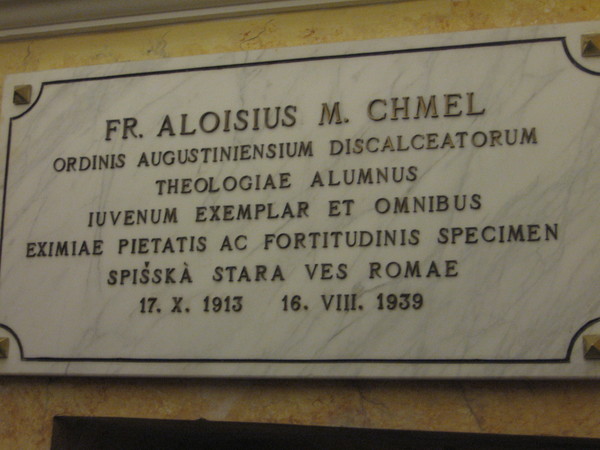 FR. ALOISIUS M. CHMEL
ORDINIS AUGUSTINIENSIUM DISCALCEATORUM
THEOLOGIAE ALUMNUS
IUVENUM EXEMPLAR ET OMNIBUS
EXIMIAE PIETATIS AC FORTITUDINIS SPECIMEN
SPIŠSKÀ STARA VES ROMAE
17. X. 1913 16. VIII. 1939